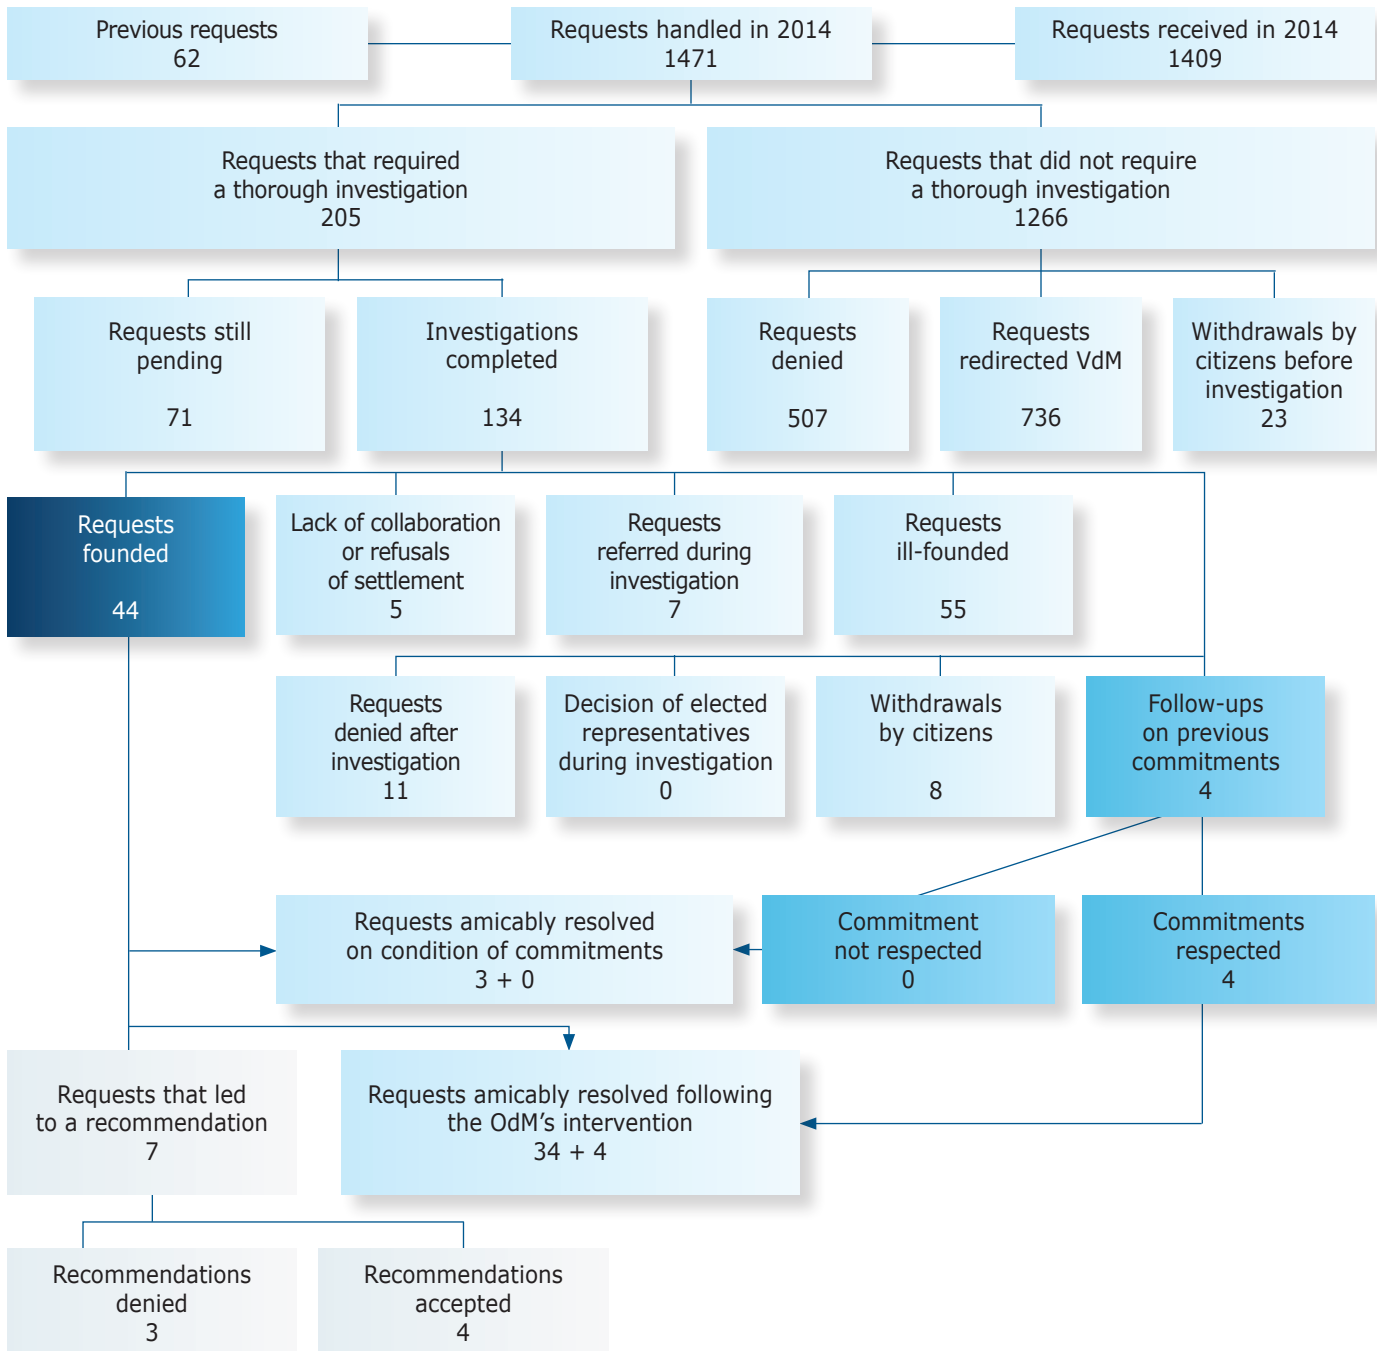 Previous requests
62
Requests handled in 2014
1471
Requests received in 2014
1409
Requests that required
a thorough investigation
205
Requests that did not require
a thorough investigation
1266
Requests still
pending
71
Investigations
completed
134
Requests
denied
507
Requests
redirected VdM
736
Withdrawals by
citizens before
investigation
23
Requests
founded
44
Lack of collaboration
or refusals
of settlement
5
Requests
referred during
investigation
7
Requests
ill-founded
55
Requests
denied after
investigation
11
Decision of elected
representatives
during investigation
0
Withdrawals
by citizens
8
Follow-ups
on previous
commitments
4
Requests amicably resolved
on condition of commitments
3 + 0
Commitment
not respected
0
Commitments
respected
4
Requests that led
to a recommendation
7
Requests amicably resolved following
the OdM’s intervention
34 + 4
Recommendations
denied
3
Recommendations
accepted
4